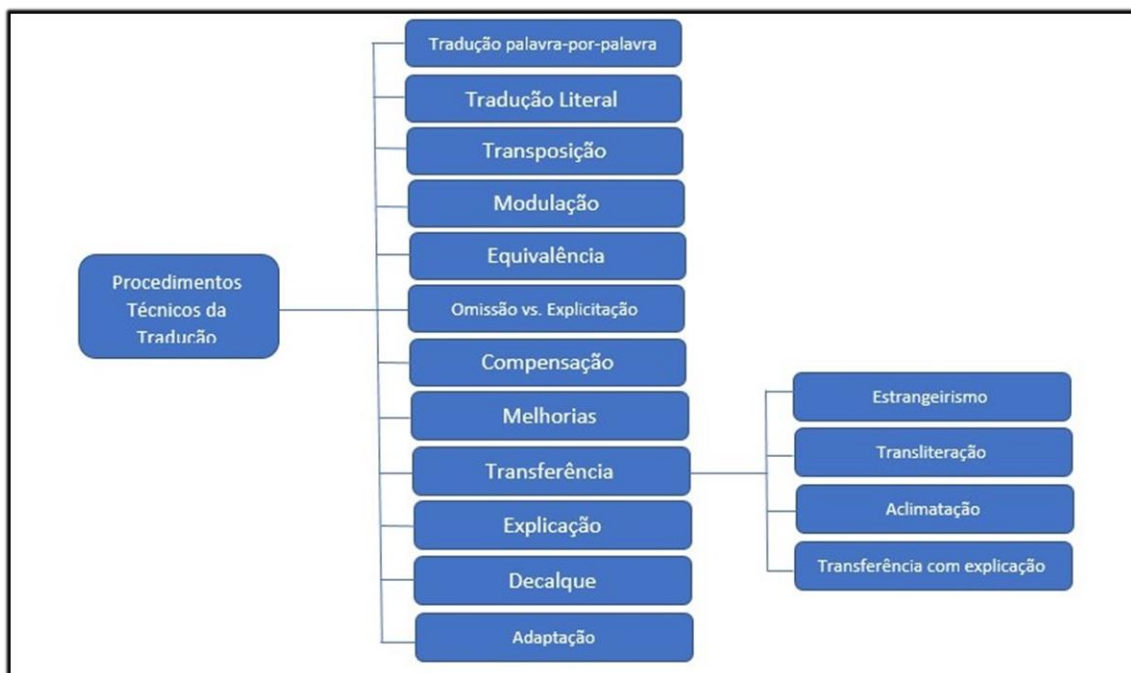 Procedimentos
Técnicos da
Tradução
Tradução palavra-por-palavra
Tradução Literal
Transposição
Modulação
Equivalência
Omissão vs. Explicitação
Compensação
Melhorias
Transferência
Explicação
Decalque
Adaptação
Estrangeirismo
Transliteração
Aclimatação
Transferência com explicação